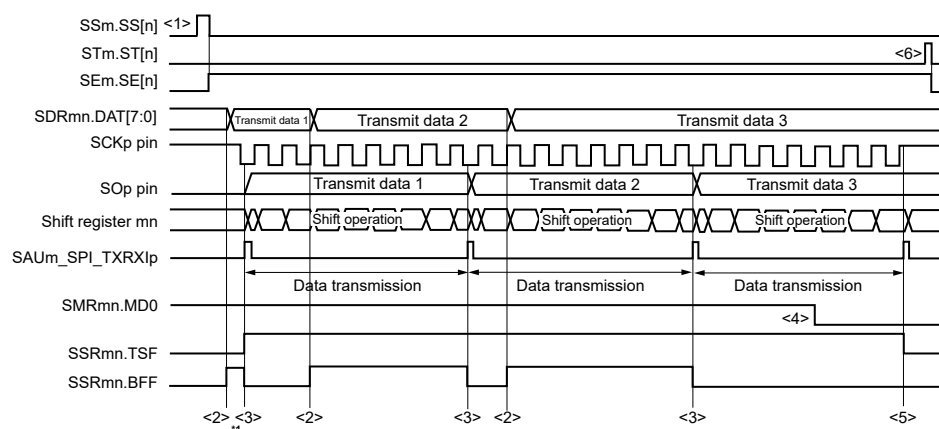 SSm.SS[n] <1>
STm.ST[n] <6>
SEm.SE[n]
SDRmn.DAT[7:0] Transmit data 1 Transmit data 2 Transmit data 3
SCKp pin
SOp pin Transmit data 1 Transmit data 2 Transmit data 3
Shift register mn Shift operation Shift operation Shift operation
SAUm_SPI_TXRXIp
Data transmission Data transmission Data transmission
SMRmn.MD0 <4>
SSRmn.TSF
SSRmn.BFF
<2> <3> <2> <3> <2> <3> <5>
*1